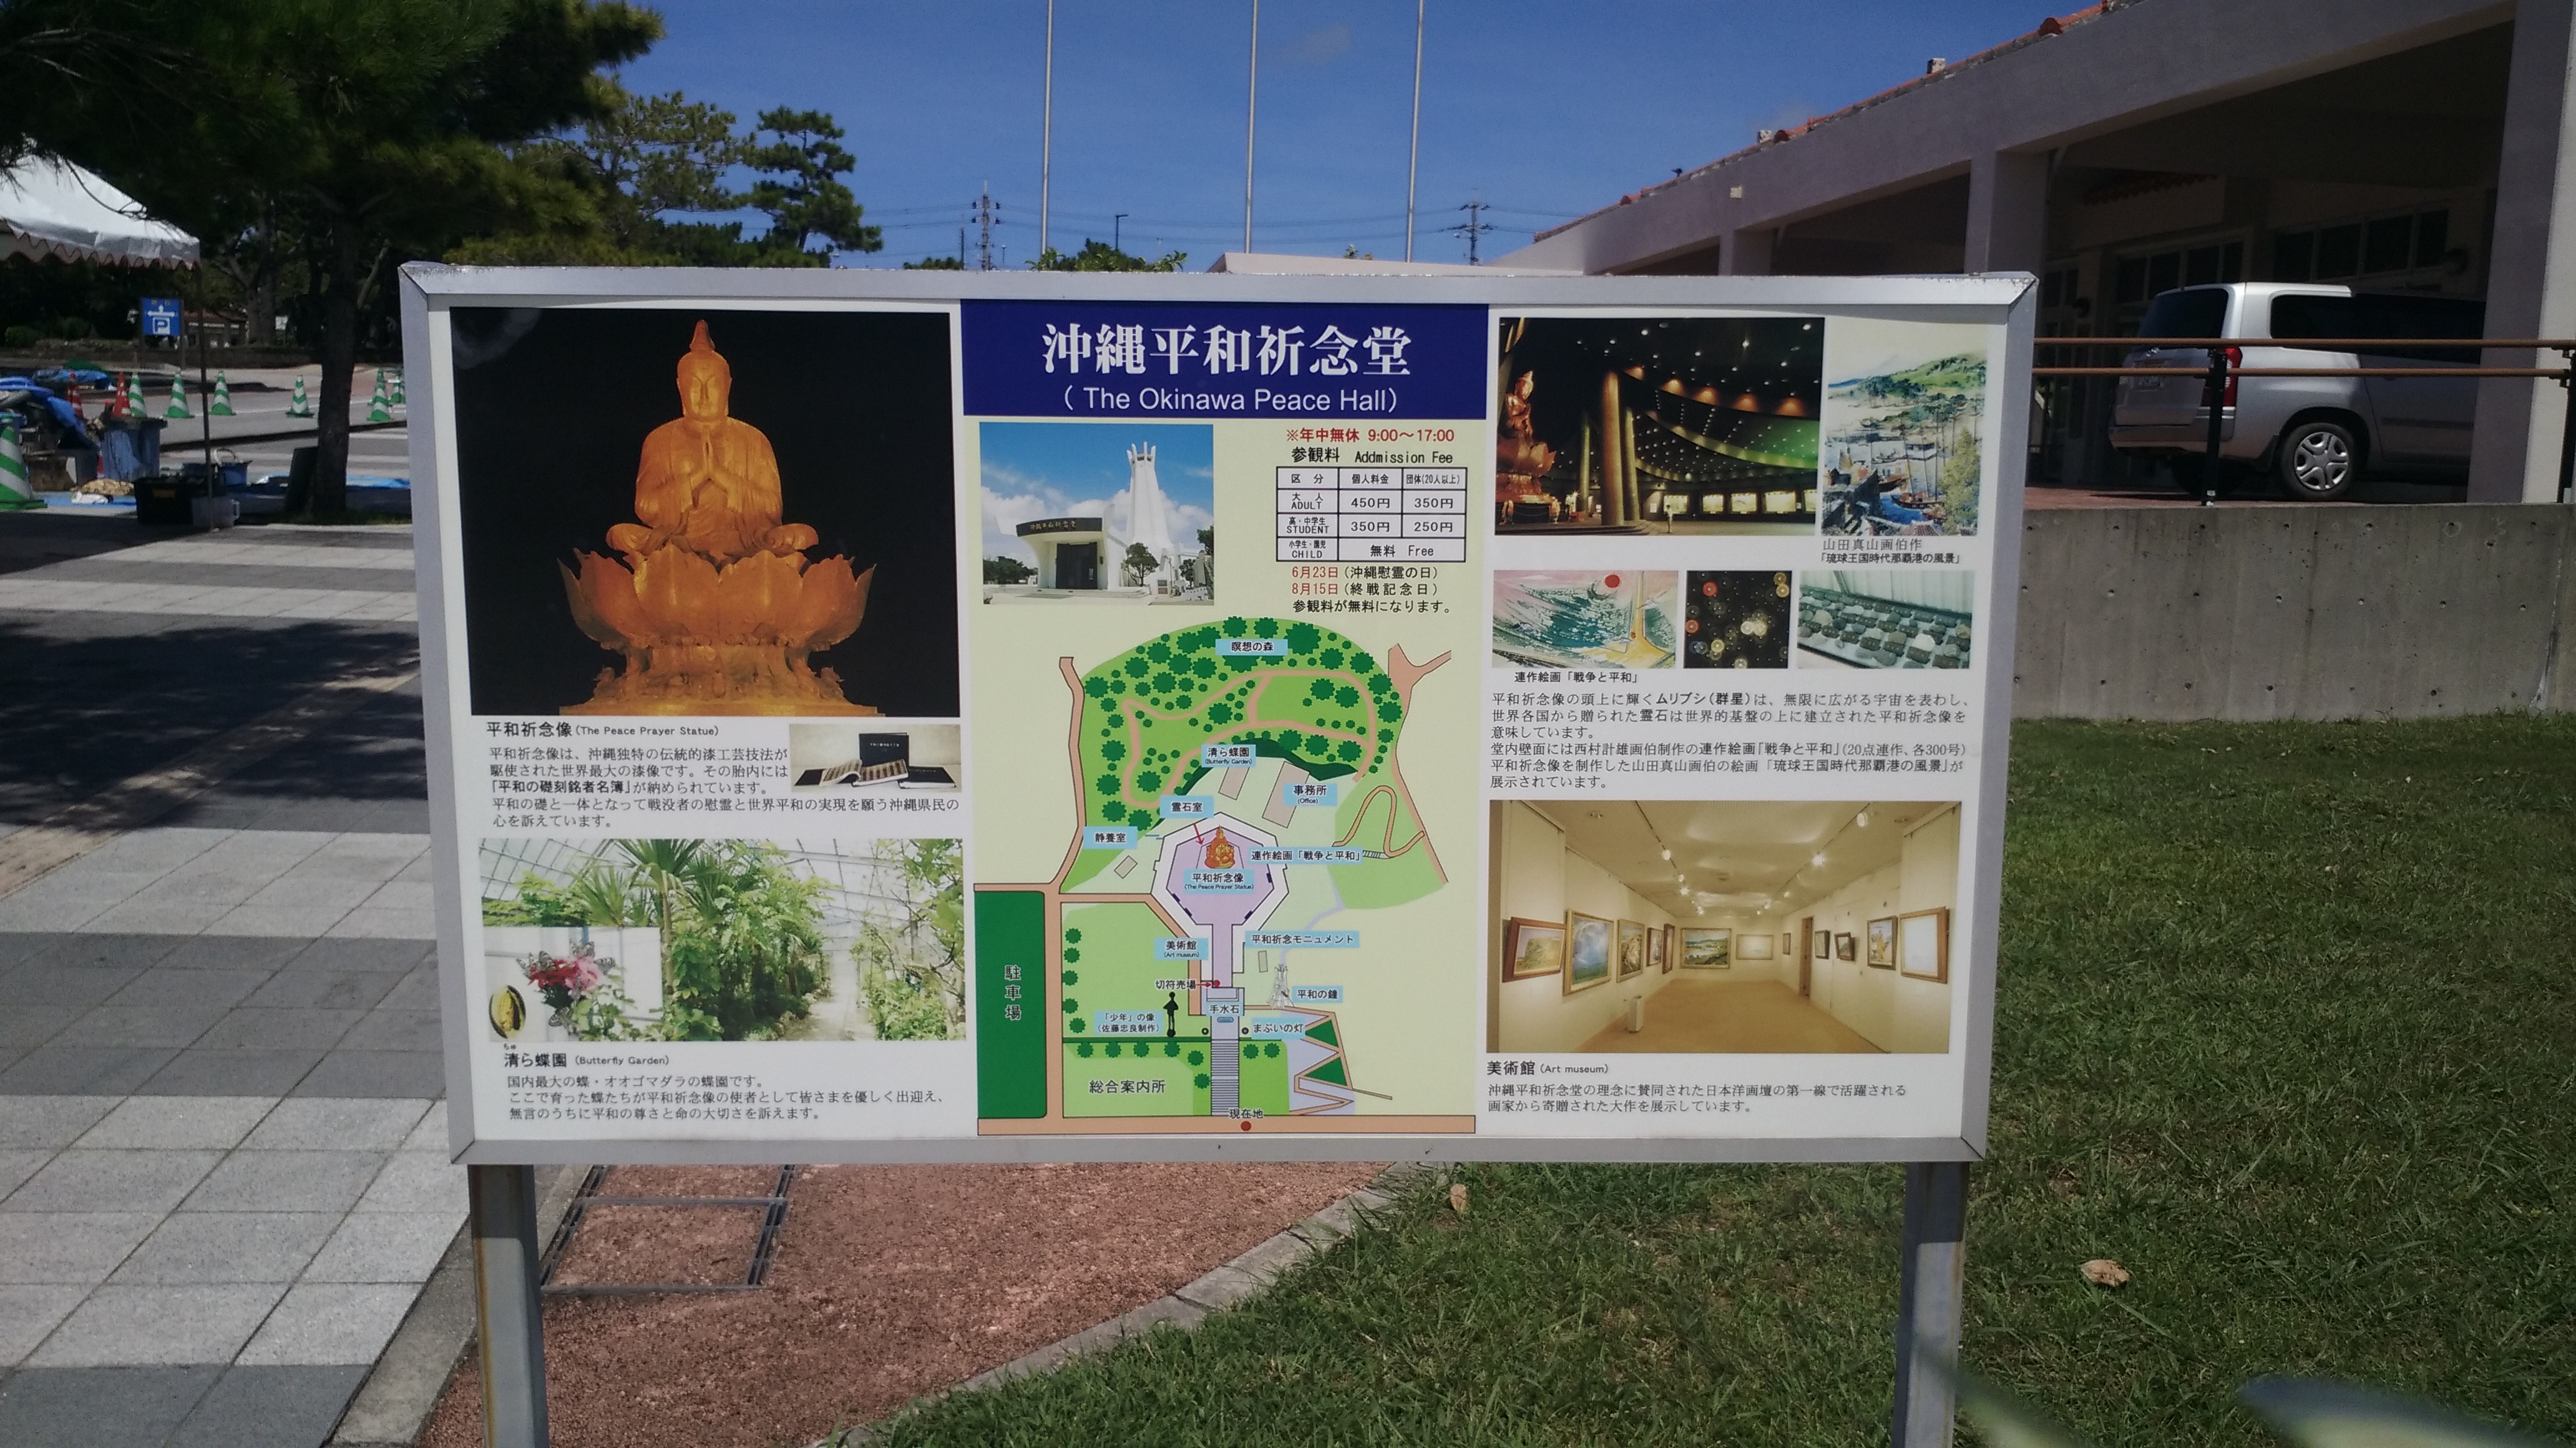 沖縄平和祈念堂
( The Okinawa Peace Hall)
平和祈念像 (The Peace Prayer Statue)
平和祈念像は、沖縄独特の伝統的漆工芸技法が
駆使された世界最大の漆像です。その胎内には
「平和の礎刻銘者名簿」が納められています。
平和の礎と一体となって戦没者の慰霊と世界平和の実現を願う沖縄県民の
心を訴えています。
ちゅ
清ら蝶園 (Butterfly Garden)
国内最大の蝶・オオゴマダラの蝶園です。
ここで育った蝶たちが平和祈念像の使者として皆さまを優しく出迎え、
無言のうちに平和の尊さと命の大切さを訴えます。
沖縄平和祈念堂
※年中無休 9:00～17:00
参観料 Addmission Fee
区 分 個人料金 団体(20人以上)
大 人 ADULT 450円 350円
高・中学生 STUDENT 350円 250円
小学生・園児 CHILD 無料 Free
6月23日 (沖縄慰霊の日)
8月15日 (終戦記念日)
参観料が無料になります。
瞑想の森
清ら蝶園
(Butterfly Garden)
事務所
(Office)
霊石室
静養室
連作絵画「戦争と平和」
平和祈念像
(The Peace Prayer Statue)
美術館
(Art museum)
平和祈念モニュメント
駐車場
切符売場
平和の鐘
手水石
「少年」の像
(佐藤忠良制作)
まぶいの灯
総合案内所
現在地
山田真山画伯作
「琉球王国時代那覇港の風景」
連作絵画「戦争と平和」
平和祈念像の頭上に輝くムリブシ(群星)は、無限に広がる宇宙を表わし、
世界各国から贈られた霊石は世界的基盤の上に建立された平和祈念像を
意味しています。
堂内壁面には西村計雄画伯制作の連作絵画「戦争と平和」(20点連作、各300号)
平和祈念像を制作した山田真山画伯の絵画「琉球王国時代那覇港の風景」が
展示されています。
美術館 (Art museum)
沖縄平和祈念堂の理念に賛同された日本洋画壇の第一線で活躍される
画家から寄贈された大作を展示しています。
P